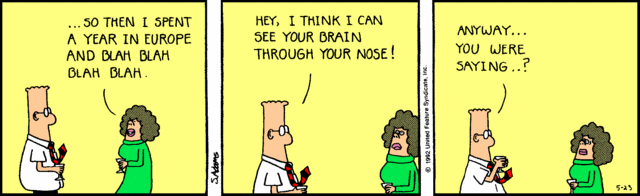 ...SO THEN I SPENT
A YEAR IN EUROPE
AND BLAH BLAH
BLAH BLAH.
S.Adams
HEY, I THINK I CAN
SEE YOUR BRAIN
THROUGH YOUR NOSE!
© 1992 United Feature Syndicate, Inc.
ANYWAY...
YOU WERE
SAYING..?
5-23